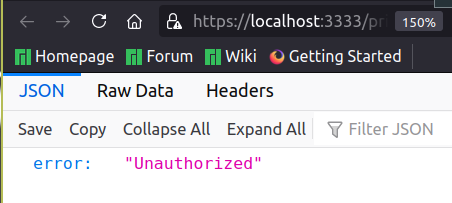 https://localhost:3333/pr
150%
Homepage Forum Wiki Getting Started
JSON Raw Data Headers
Save Copy Collapse All Expand All Filter JSON
error: "Unauthorized"